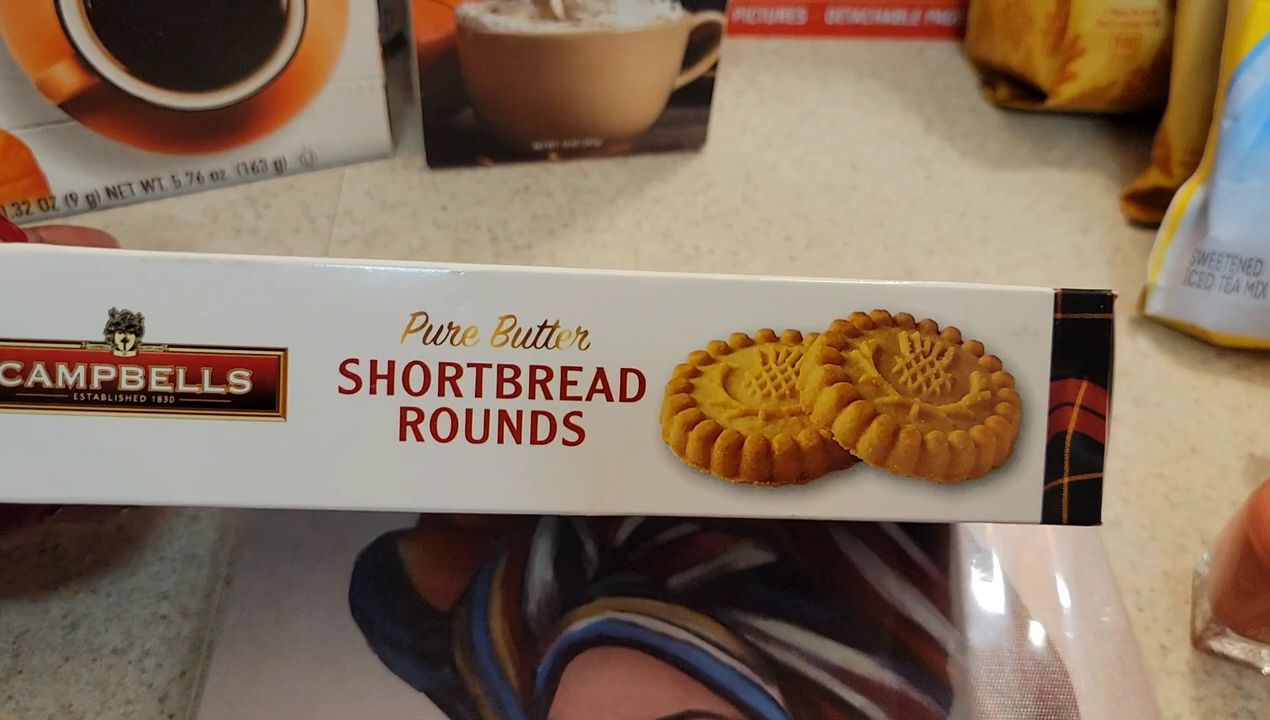 PICTURES DETACHABLE
1.32 OZ (9 g) NET WT. 5.76 oz. (163 g)
SWEETENED
ICED TEA MIX
CAMPBELLS
ESTABLISHED 1830
Pure Butter
SHORTBREAD
ROUNDS